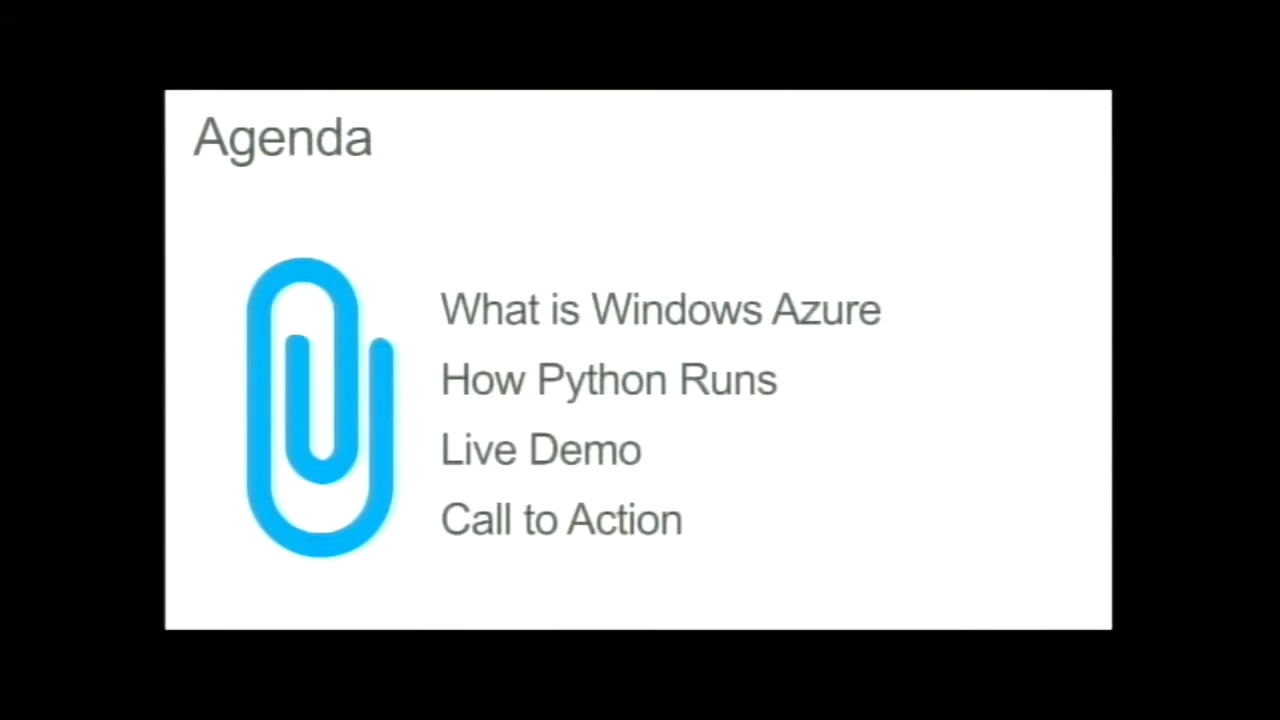 Agenda
What is Windows Azure
How Python Runs
Live Demo
Call to Action